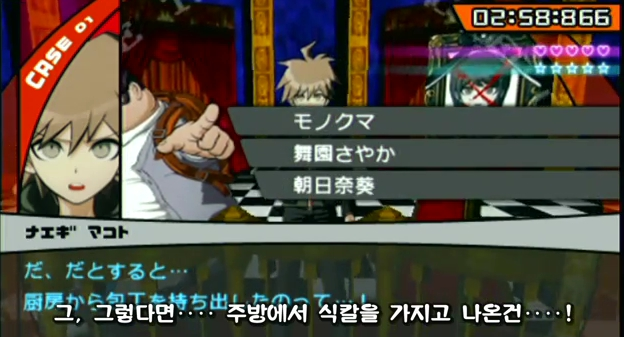 CASE 01
02:58:866
モノクマ
舞園さやか
朝日奈葵
ナエギ マコト
だ、だとすると…
厨房から包丁を持ち出したのって…！
그, 그렇다면‥‥ 주방에서 식칼을 가지고 나온건‥‥!